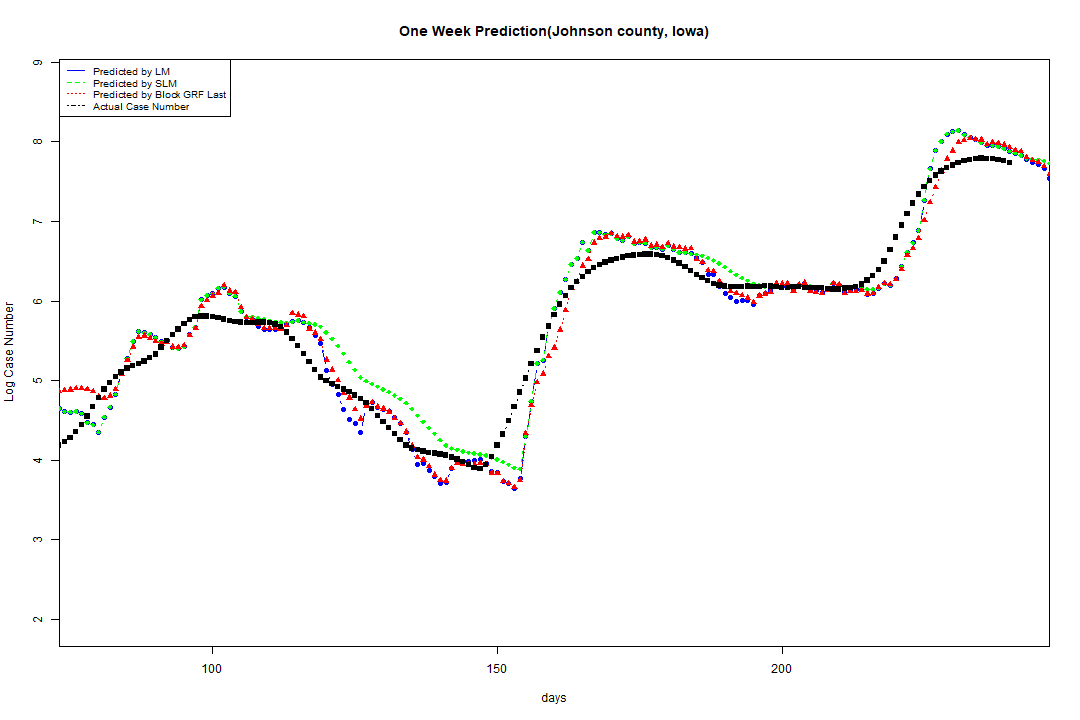 One Week Prediction(Johnson county, Iowa)
Predicted by LM
Predicted by SLM
Predicted by Block GRF Last
Actual Case Number
9
8
7
6
5
4
3
2
Log Case Number
100 150 200
days